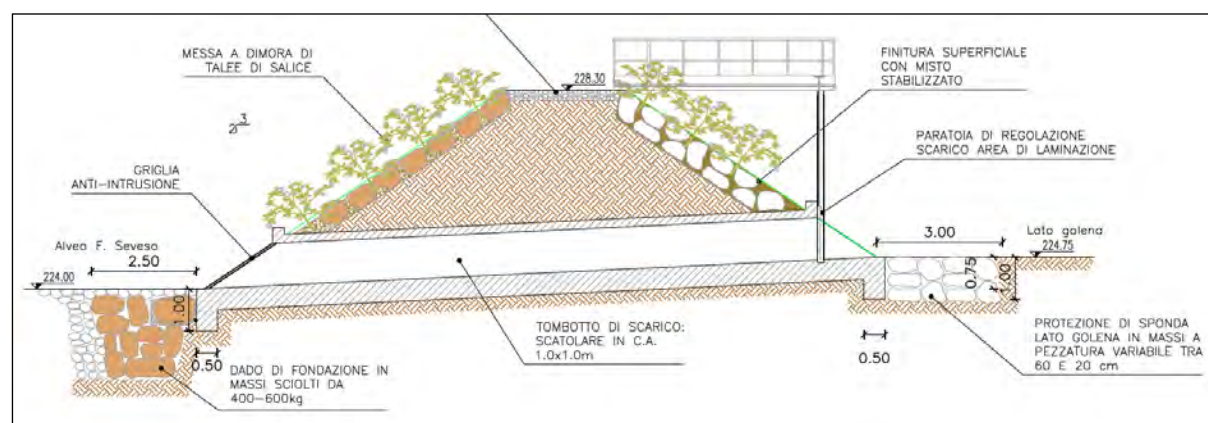 MESSA A DIMORA DI
TALEE DI SALICE
228.30
FINITURA SUPERFICIALE
CON MISTO
STABILIZZATO
3
2
PARATOIA DI REGOLAZIONE
SCARICO AREA DI LAMINAZIONE
GRIGLIA
ANTI-INTRUSIONE
Alveo F. Seveso
2.50
224.00
1.00
0.50
3.00
Lato golena
224.75
0.75
1.00
0.50
DADO DI FONDAZIONE IN
MASSI SCIOLTI DA
400-600kg
TOMBOTTO DI SCARICO:
SCATOLARE IN C.A.
1.0x1.0m
PROTEZIONE DI SPONDA
LATO GOLENA IN MASSI A
PEZZATURA VARIABILE TRA
60 E 20 cm